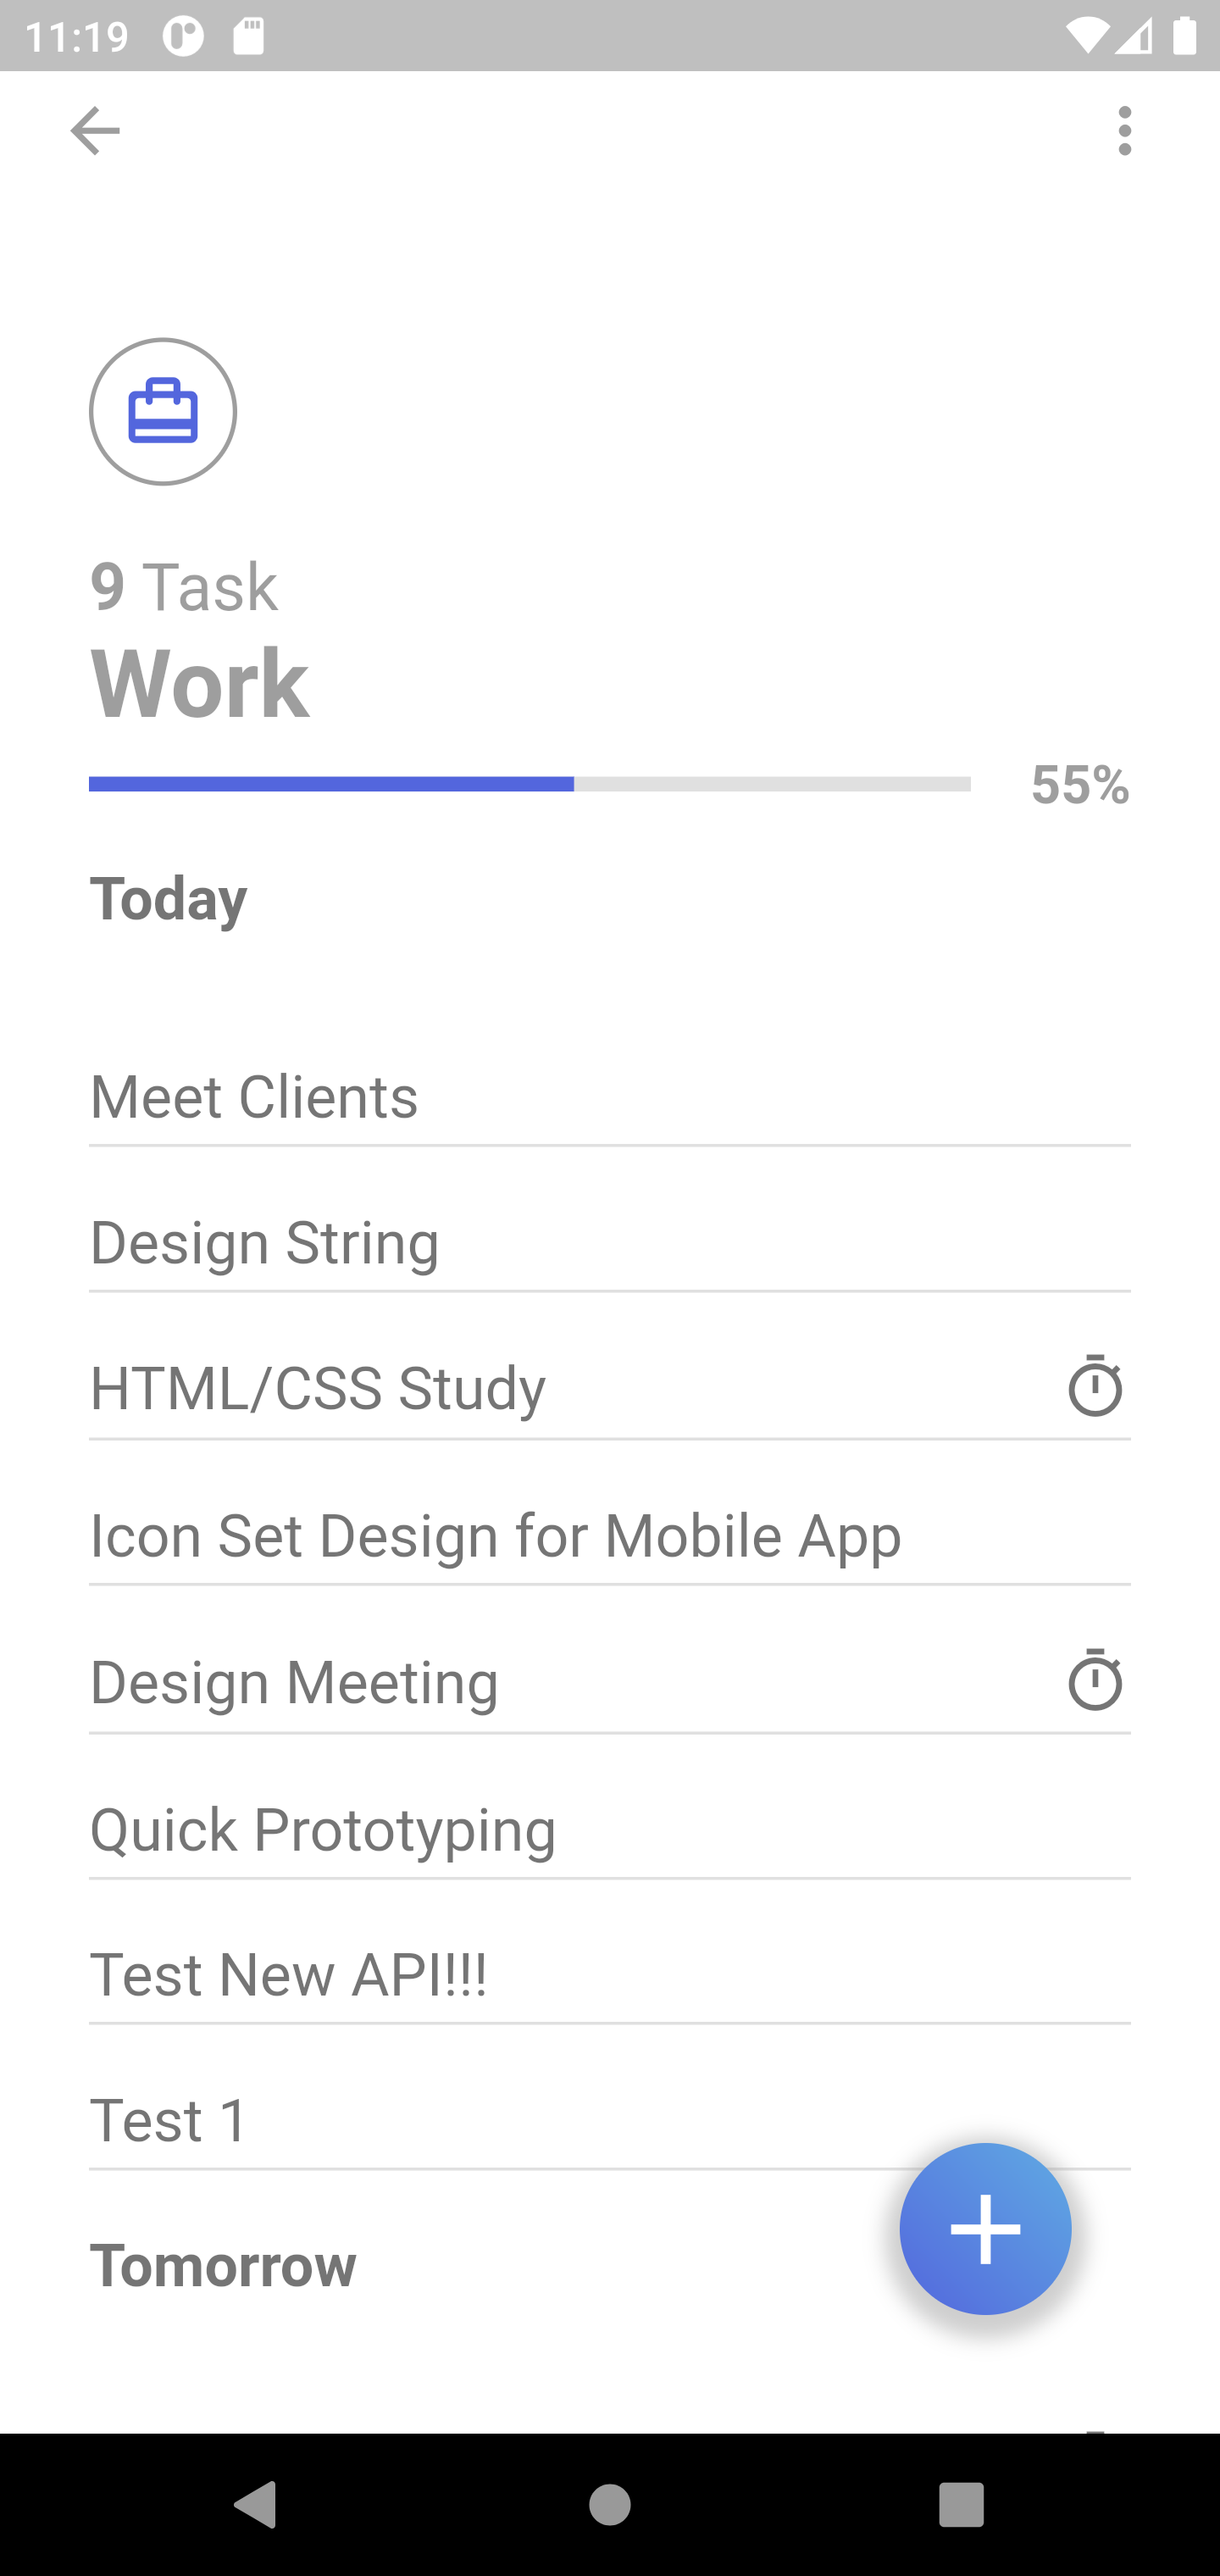 11:19
9 Task
Work
55%
Today
Meet Clients
Design String
HTML/CSS Study
Icon Set Design for Mobile App
Design Meeting
Quick Prototyping
Test New API!!!
Test 1
Tomorrow